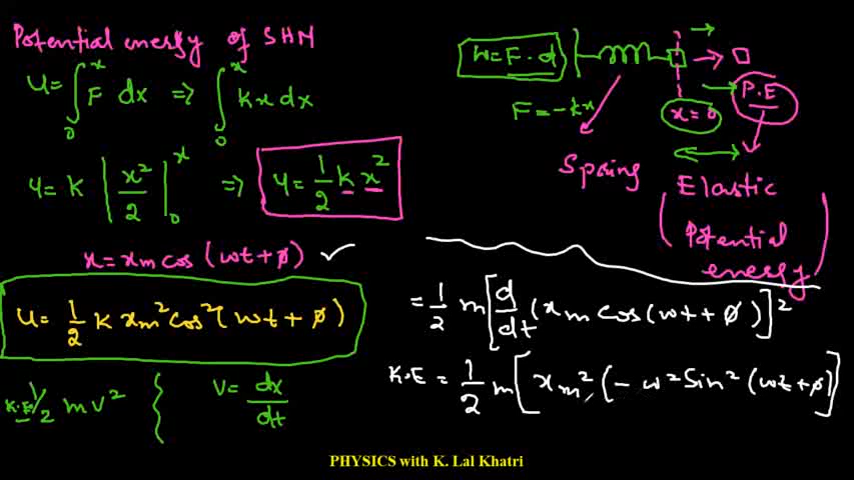 Potential energy of SHM
U = ∫₀ˣ F dx ⇒ ∫₀ˣ kx dx
U = K | x²/2 |₀ˣ ⇒ U = 1/2 k x²
x = xm cos (ωt + φ) ✓
U = 1/2 K xm² cos² (ωt + φ)
K.E = 1/2 mv² { v = dx/dt
W = F · d
F = -kx
x = 0
P.E
Spring
Elastic
(Potential
energy)
= 1/2 m [d/dt (xm cos (ωt + φ)]²
K.E = 1/2 m [xm² (- ω² Sin² (ωt + φ)]
PHYSICS with K. Lal Khatri